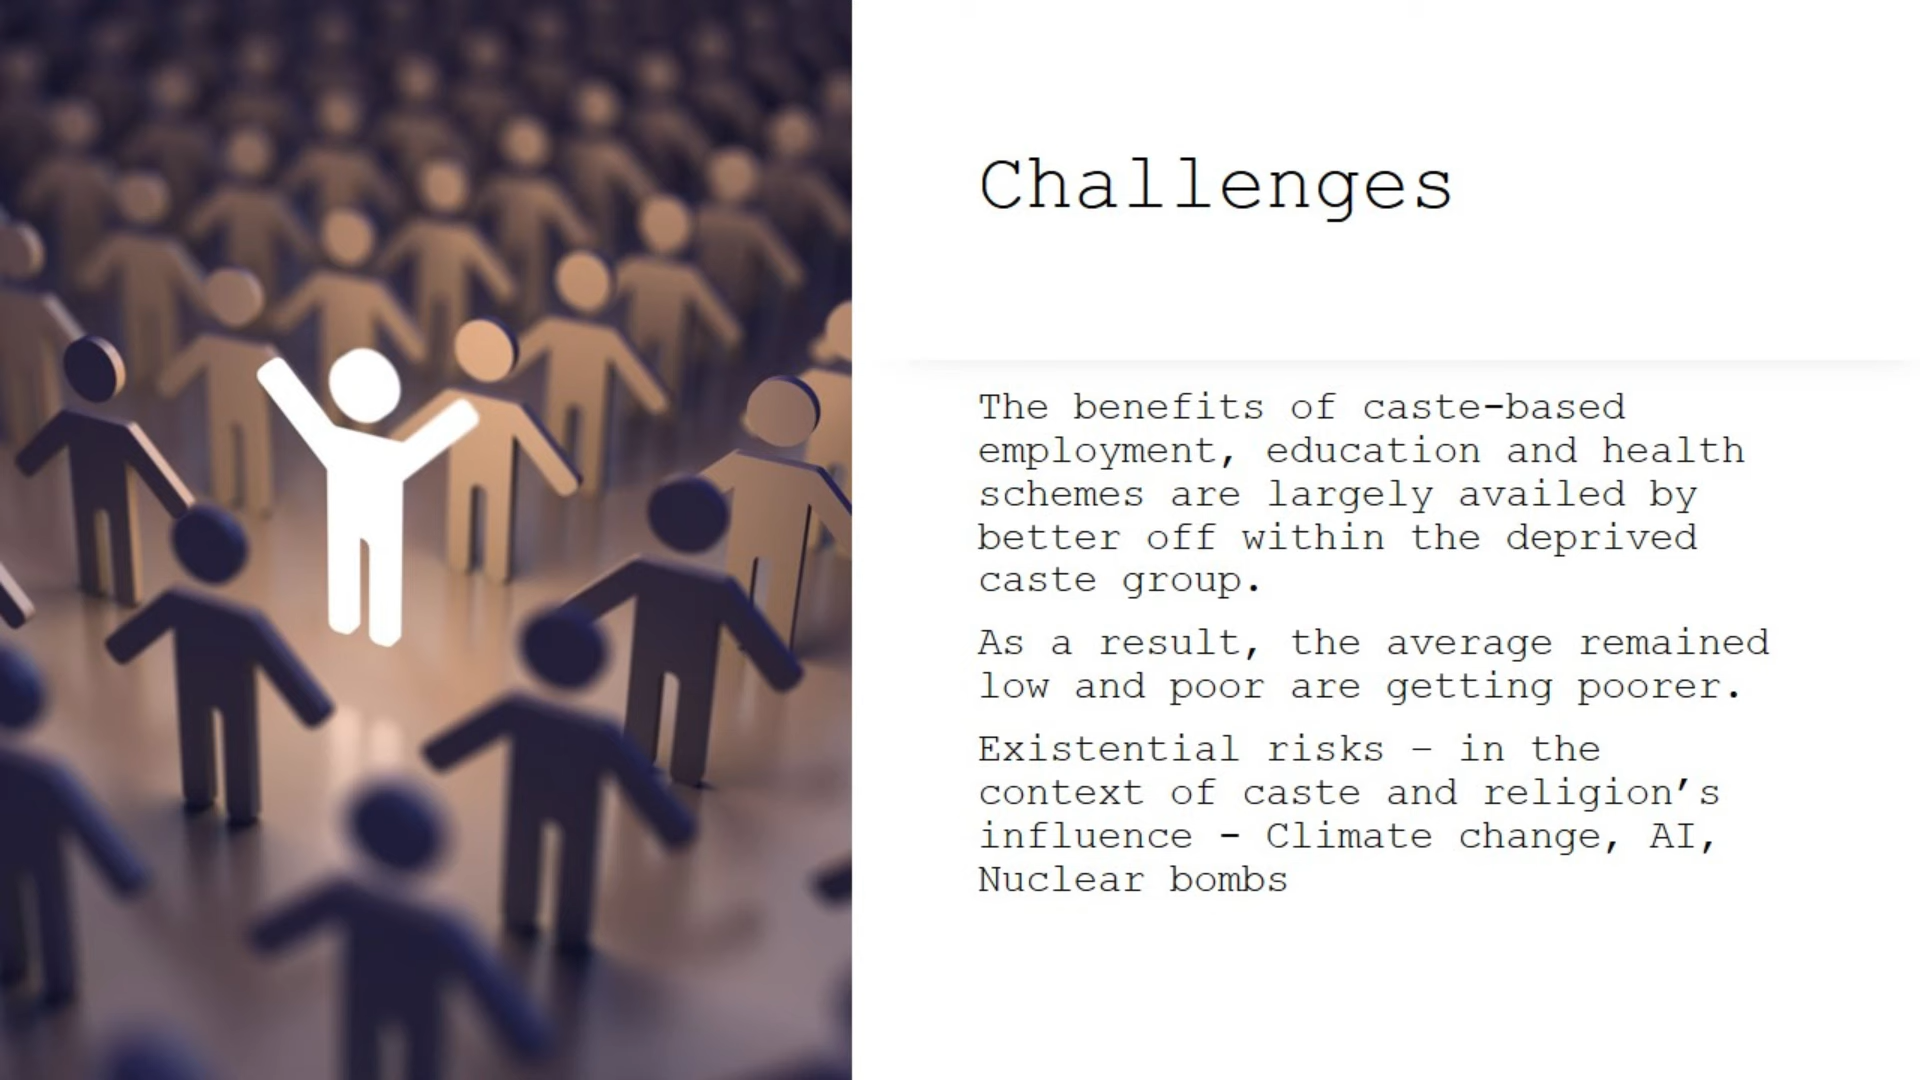 Challenges
The benefits of caste-based
employment, education and health
schemes are largely availed by
better off within the deprived
caste group.
As a result, the average remained
low and poor are getting poorer.
Existential risks – in the
context of caste and religion’s
influence - Climate change, AI,
Nuclear bombs